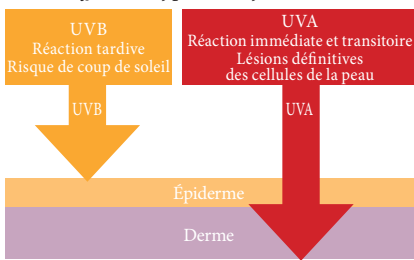 UVB
Réaction tardive
Risque de coup de soleil
UVA
Réaction immédiate et transitoire
Lésions définitives
des cellules de la peau
UVB
UVA
Épiderme
Derme